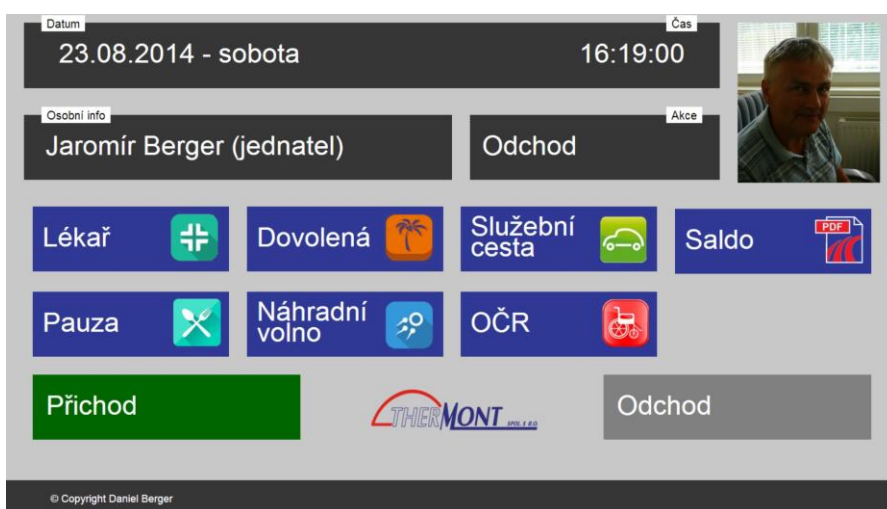 Datum
Čas
23.08.2014 - sobota
16:19:00
Osobní info
Akce
Jaromír Berger (jednatel)
Odchod
Lékař
Dovolená
Služební
cesta
Saldo
PDF
Pauza
Náhradní
volno
OČR
Přichod
THERMONT SPOL. S R.O
Odchod
© Copyright Daniel Berger